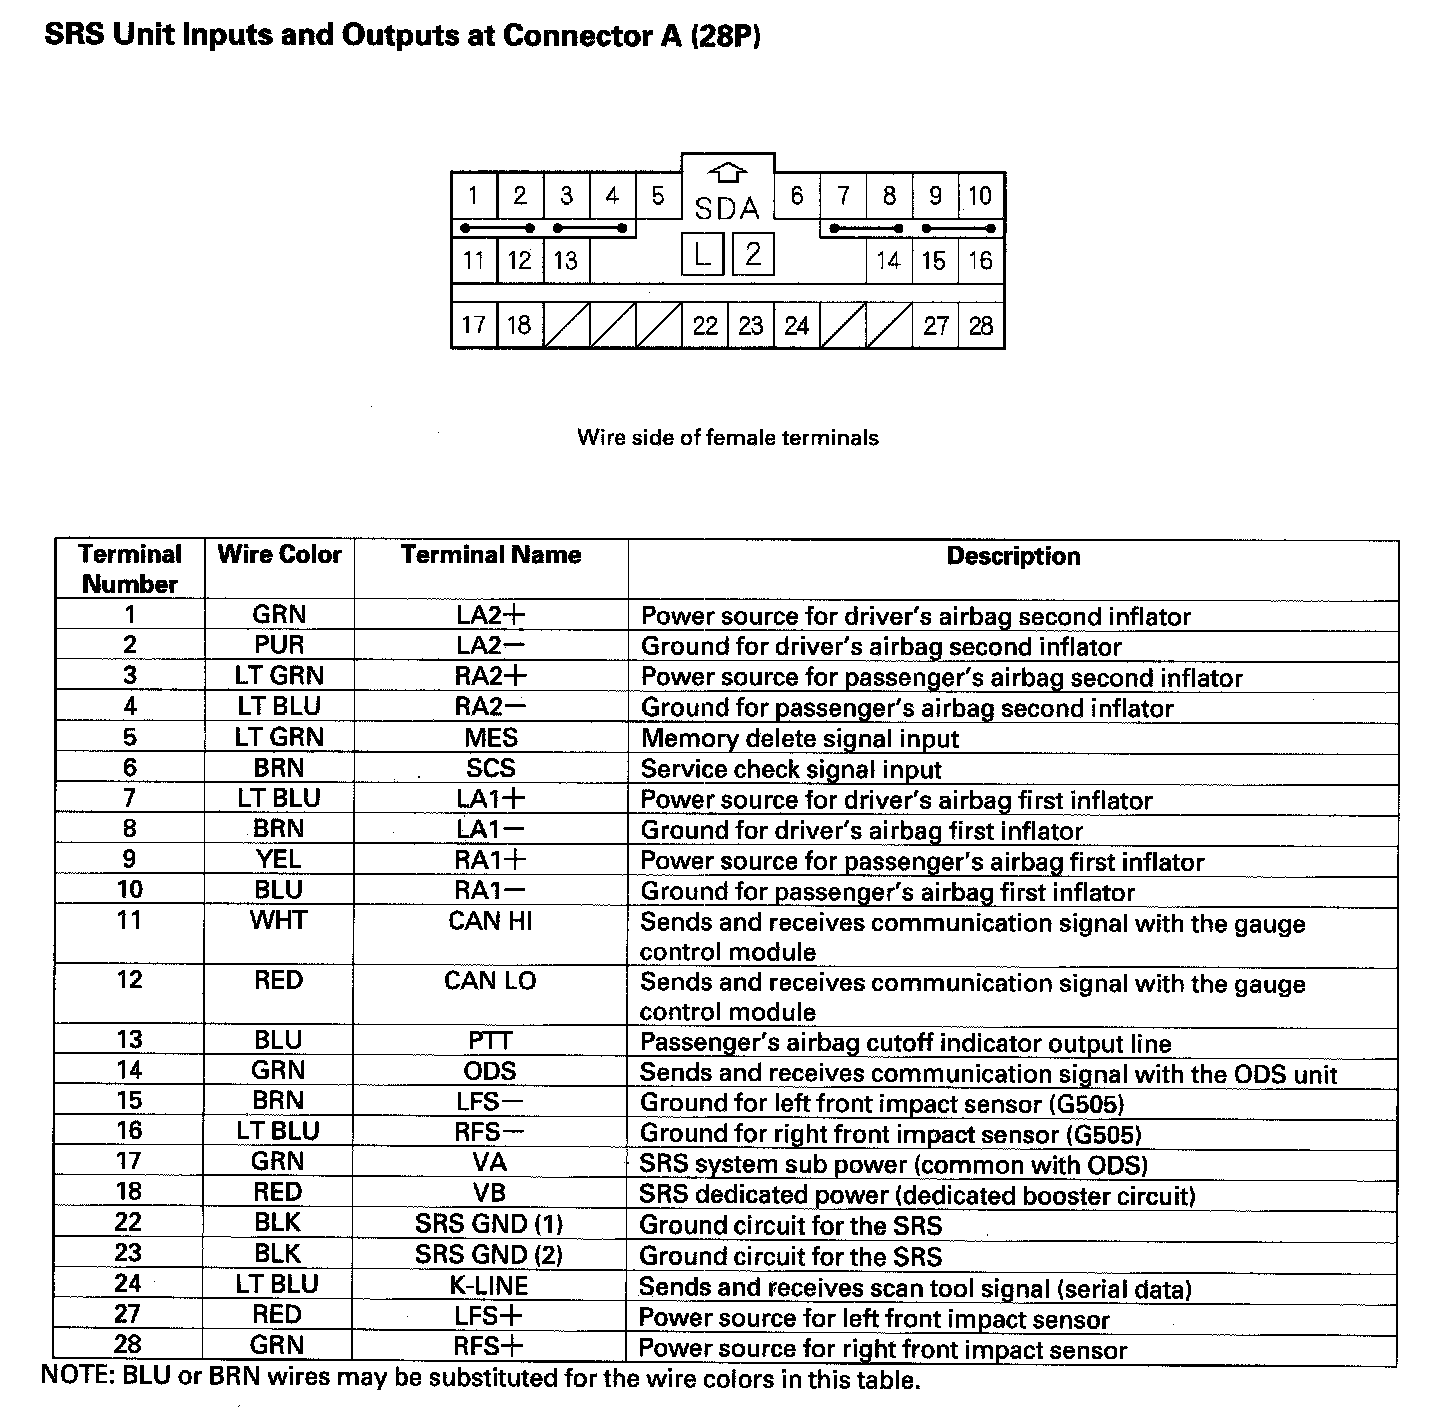 SRS Unit Inputs and Outputs at Connector A (28P)
1 2 3 4 5 SDA 6 7 8 9 10
11 12 13 L 2 14 15 16
17 18 22 23 24 27 28
Wire side of female terminals
Terminal Number Wire Color Terminal Name Description
1 GRN LA2+ Power source for driver's airbag second inflator
2 PUR LA2− Ground for driver's airbag second inflator
3 LT GRN RA2+ Power source for passenger's airbag second inflator
4 LT BLU RA2− Ground for passenger's airbag second inflator
5 LT GRN MES Memory delete signal input
6 BRN SCS Service check signal input
7 LT BLU LA1+ Power source for driver's airbag first inflator
8 BRN LA1− Ground for driver's airbag first inflator
9 YEL RA1+ Power source for passenger's airbag first inflator
10 BLU RA1− Ground for passenger's airbag first inflator
11 WHT CAN HI Sends and receives communication signal with the gauge
control module
12 RED CAN LO Sends and receives communication signal with the gauge
control module
13 BLU PTT Passenger's airbag cutoff indicator output line
14 GRN ODS Sends and receives communication signal with the ODS unit
15 BRN LFS− Ground for left front impact sensor (G505)
16 LT BLU RFS− Ground for right front impact sensor (G505)
17 GRN VA SRS system sub power (common with ODS)
18 RED VB SRS dedicated power (dedicated booster circuit)
22 BLK SRS GND (1) Ground circuit for the SRS
23 BLK SRS GND (2) Ground circuit for the SRS
24 LT BLU K-LINE Sends and receives scan tool signal (serial data)
27 RED LFS+ Power source for left front impact sensor
28 GRN RFS+ Power source for right front impact sensor
NOTE: BLU or BRN wires may be substituted for the wire colors in this table.